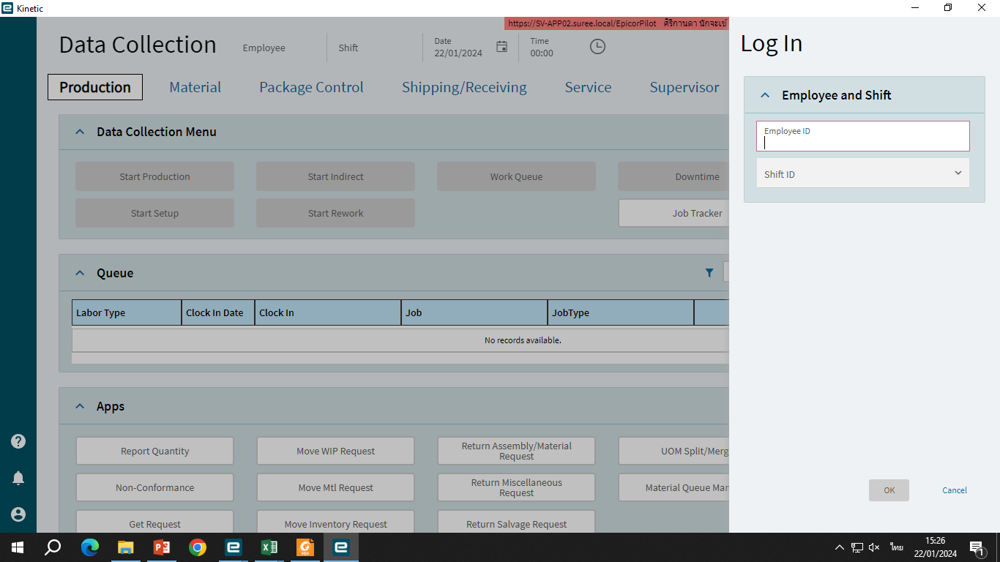 Kinetic
https://SV-APP02.suree.local/EpicorPilot ศิริกานดา นักจะเข้
Data Collection
Employee
Shift
Date
22/01/2024
Time
00:00
Production
Material
Package Control
Shipping/Receiving
Service
Supervisor
Data Collection Menu
Start Production
Start Indirect
Work Queue
Downtime
Start Setup
Start Rework
Job Tracker
Queue
Labor Type
Clock In Date
Clock In
Job
JobType
No records available.
Apps
Report Quantity
Move WIP Request
Return Assembly/Material
Request
UOM Split/Merg
Non-Conformance
Move Mtl Request
Return Miscellaneous
Request
Material Queue Mar
Get Request
Move Inventory Request
Return Salvage Request
Log In
Employee and Shift
Employee ID
Shift ID
OK
Cancel
ไทย
15:26
22/01/2024
1